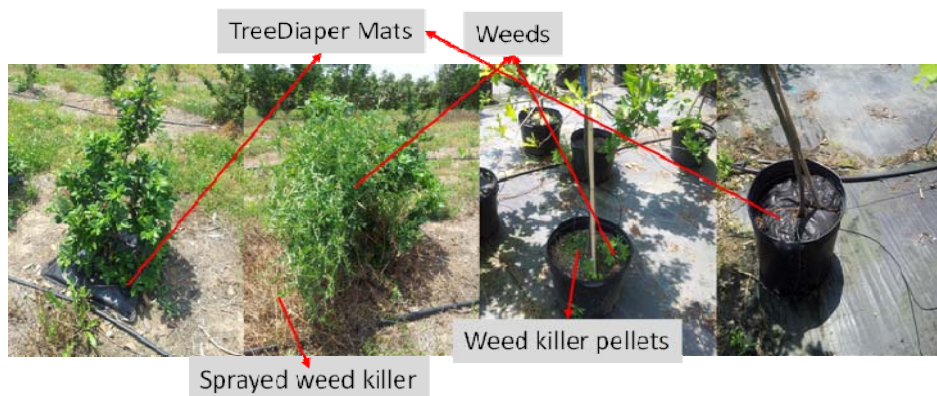 TreeDiaper Mats
Weeds
Weed killer pellets
Sprayed weed killer